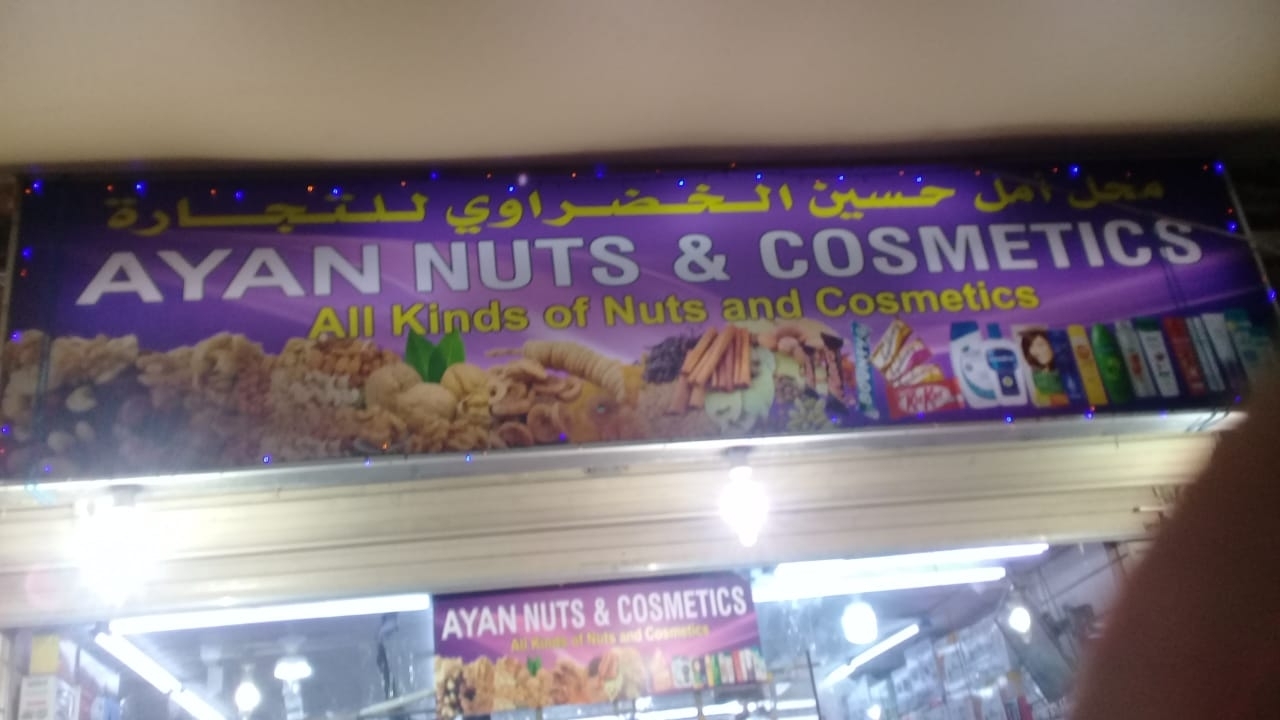 محل أمل حسين الخضراوي للتجارة
AYAN NUTS & COSMETICS
All Kinds of Nuts and Cosmetics
KitKat
AYAN NUTS & COSMETICS
All Kinds of Nuts and Cosmetics